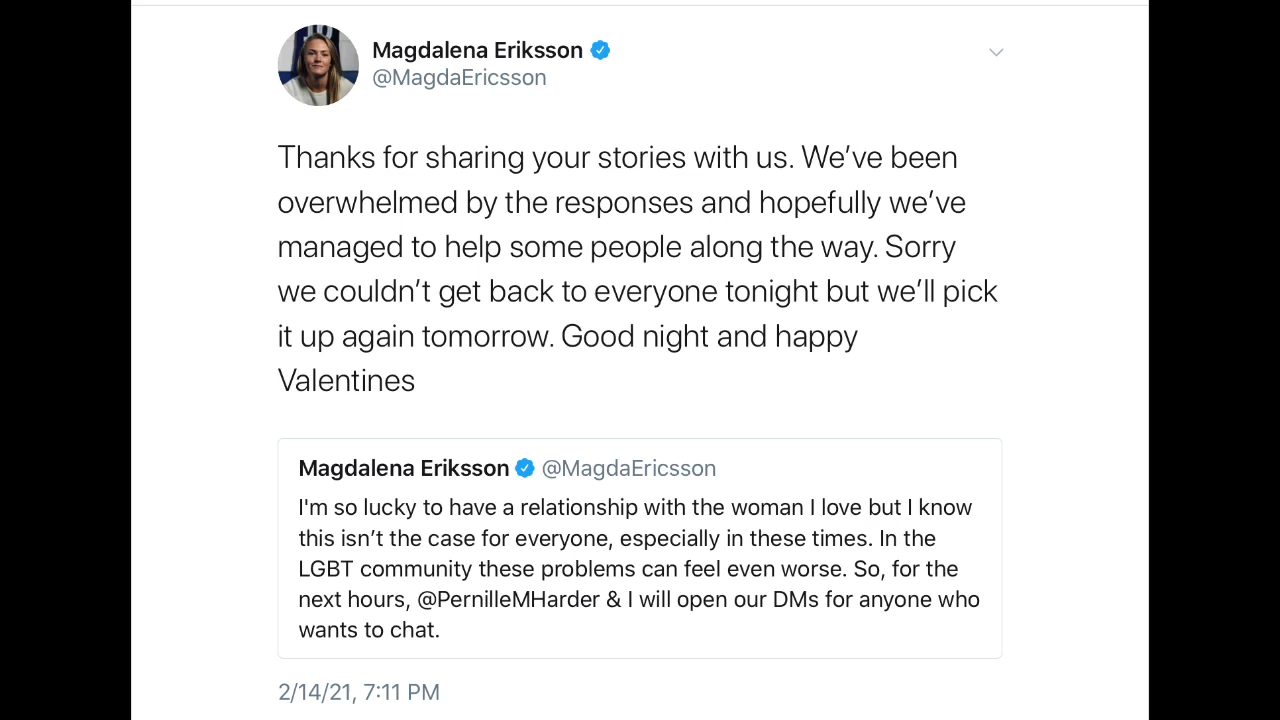 Magdalena Eriksson
@MagdaEricsson
Thanks for sharing your stories with us. We’ve been
overwhelmed by the responses and hopefully we’ve
managed to help some people along the way. Sorry
we couldn’t get back to everyone tonight but we’ll pick
it up again tomorrow. Good night and happy
Valentines
Magdalena Eriksson @MagdaEricsson
I'm so lucky to have a relationship with the woman I love but I know
this isn’t the case for everyone, especially in these times. In the
LGBT community these problems can feel even worse. So, for the
next hours, @PernilleMHarder & I will open our DMs for anyone who
wants to chat.
2/14/21, 7:11 PM